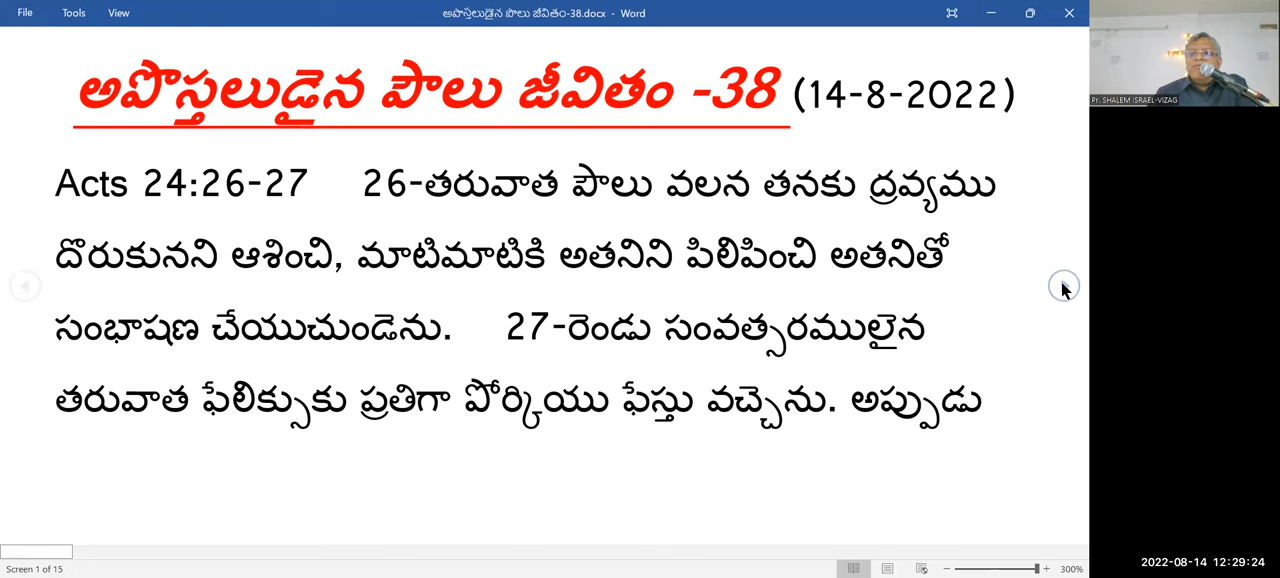 File Tools View అపొస్తలుడైన పౌలు జీవితం-38.docx - Word
అపొస్తలుడైన పౌలు జీవితం -38 (14-8-2022)
Acts 24:26-27 26-తరువాత పౌలు వలన తనకు ద్రవ్యము
దొరుకునని ఆశించి, మాటిమాటికి అతనిని పిలిపించి అతనితో
సంభాషణ చేయుచుండెను. 27-రెండు సంవత్సరములైన
తరువాత ఫేలిక్సుకు ప్రతిగా పోర్కియు ఫేస్తు వచ్చెను. అప్పుడు
Pr. SHALEM ISRAEL-VIZAG
2022-08-14 12:29:24
Screen 1 of 15
300%